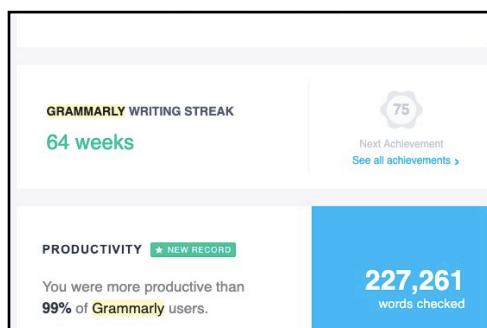 GRAMMARLY WRITING STREAK
64 weeks
75
Next Achievement
See all achievements ›
PRODUCTIVITY ★ NEW RECORD
You were more productive than
99% of Grammarly users.
227,261
words checked